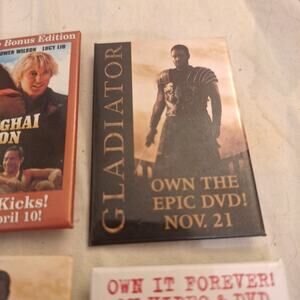 Bonus Edition
OWEN WILSON LUCY LIU
GHAI
ON
Kicks!
pril 10!
GLADIATOR
OWN THE
EPIC DVD!
NOV. 21
OWN IT FOREVER!